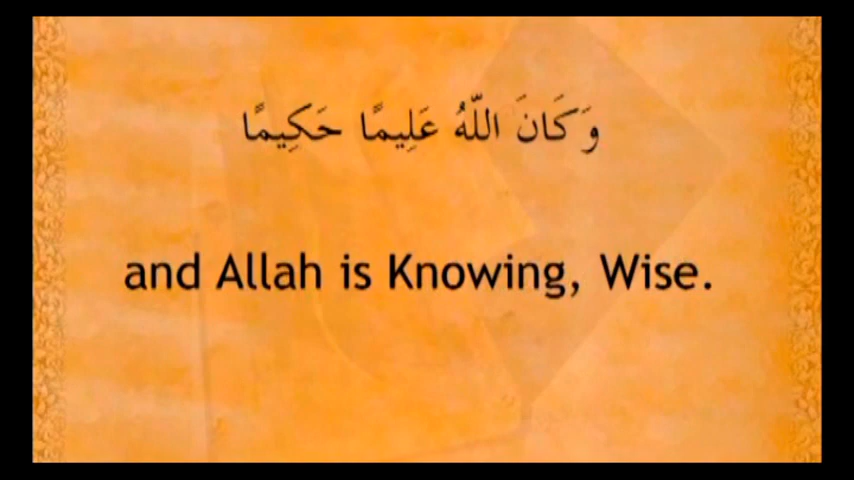 وَكَانَ اللَّهُ عَلِيمًا حَكِيمًا
and Allah is Knowing, Wise.